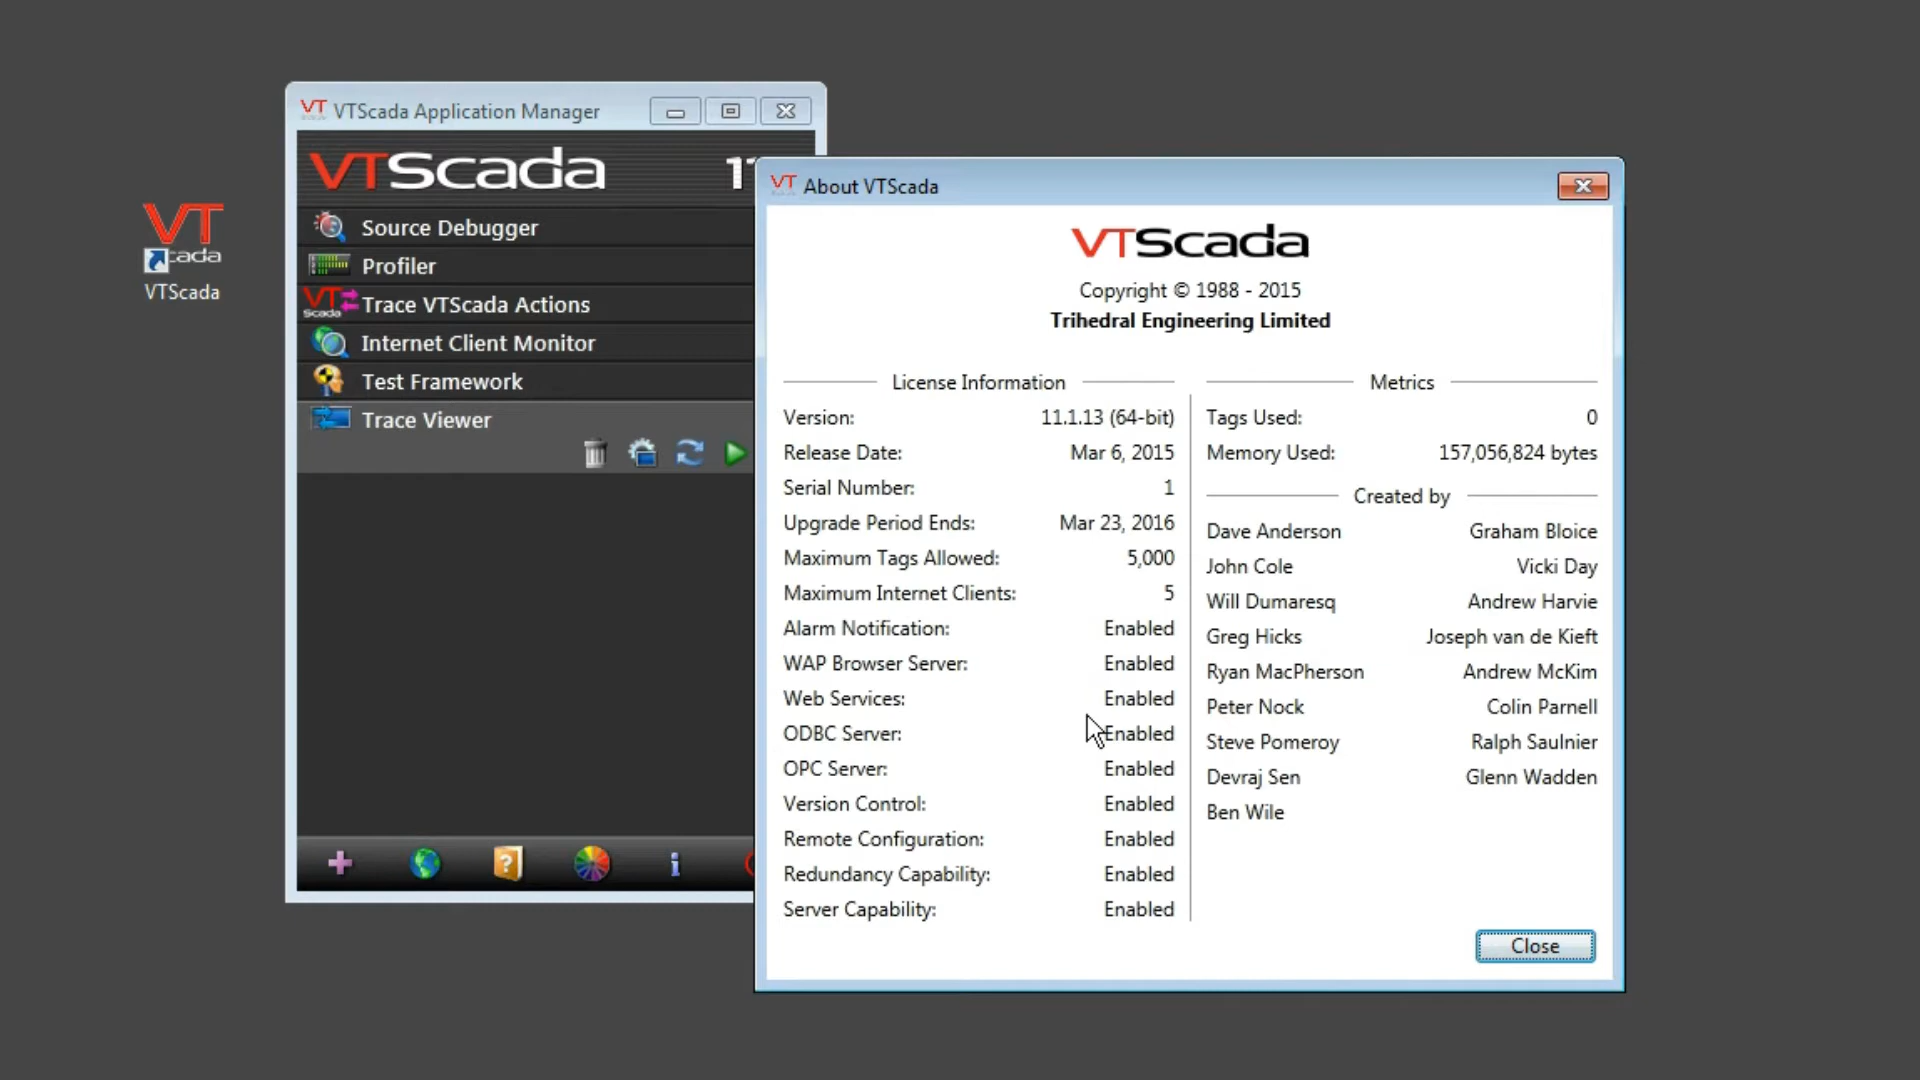 VT VTScada Application Manager
VTScada 11
Source Debugger
Profiler
VT Scada Trace VTScada Actions
Internet Client Monitor
Test Framework
Trace Viewer
VT cada
VTScada
VT About VTScada
VTScada
Copyright © 1988 - 2015
Trihedral Engineering Limited
License Information
Version: 11.1.13 (64-bit)
Release Date: Mar 6, 2015
Serial Number: 1
Upgrade Period Ends: Mar 23, 2016
Maximum Tags Allowed: 5,000
Maximum Internet Clients: 5
Alarm Notification: Enabled
WAP Browser Server: Enabled
Web Services: Enabled
ODBC Server: Enabled
OPC Server: Enabled
Version Control: Enabled
Remote Configuration: Enabled
Redundancy Capability: Enabled
Server Capability: Enabled
Metrics
Tags Used: 0
Memory Used: 157,056,824 bytes
Created by
Dave Anderson Graham Bloice
John Cole Vicki Day
Will Dumaresq Andrew Harvie
Greg Hicks Joseph van de Kieft
Ryan MacPherson Andrew McKim
Peter Nock Colin Parnell
Steve Pomeroy Ralph Saulnier
Devraj Sen Glenn Wadden
Ben Wile
Close